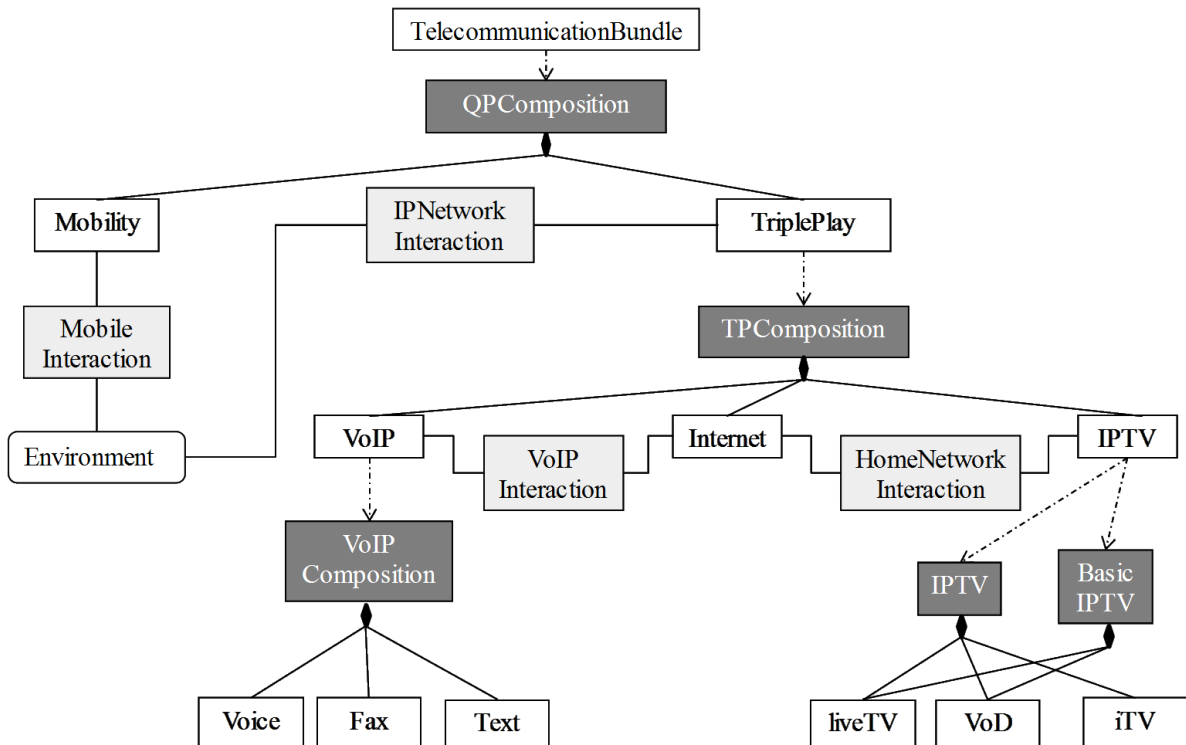 TelecommunicationBundle
QPComposition
Mobility
IPNetwork
Interaction
TriplePlay
Mobile
Interaction
TPComposition
Environment
VoIP
VoIP
Interaction
Internet
HomeNetwork
Interaction
IPTV
VoIP
Composition
IPTV
Basic
IPTV
Voice
Fax
Text
liveTV
VoD
iTV